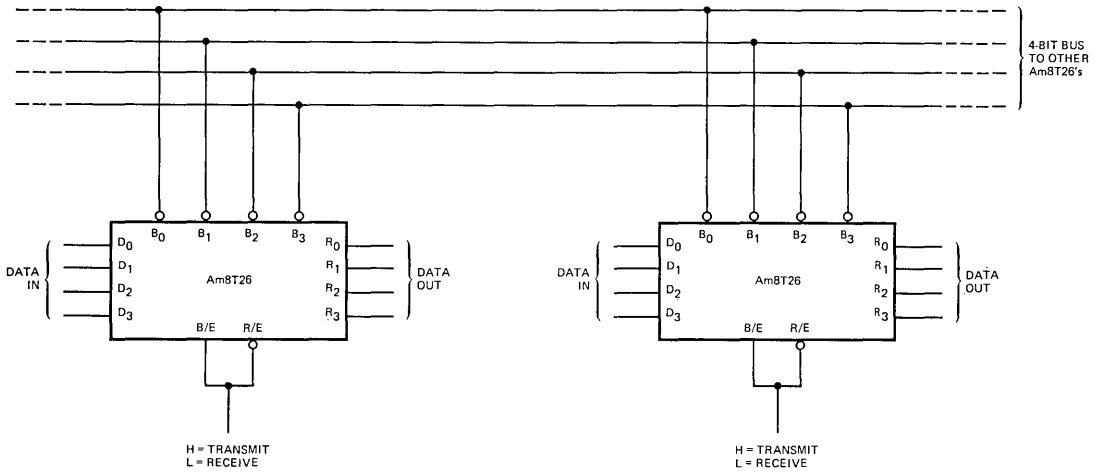 4-BIT BUS
TO OTHER
Am8T26's
B0 B1 B2 B3
D0
D1
D2
D3
DATA
IN
Am8T26
R0
R1
R2
R3
DATA
OUT
B/E R/E
H = TRANSMIT
L = RECEIVE
B0 B1 B2 B3
D0
D1
D2
D3
DATA
IN
Am8T26
R0
R1
R2
R3
DATA
OUT
B/E R/E
H = TRANSMIT
L = RECEIVE